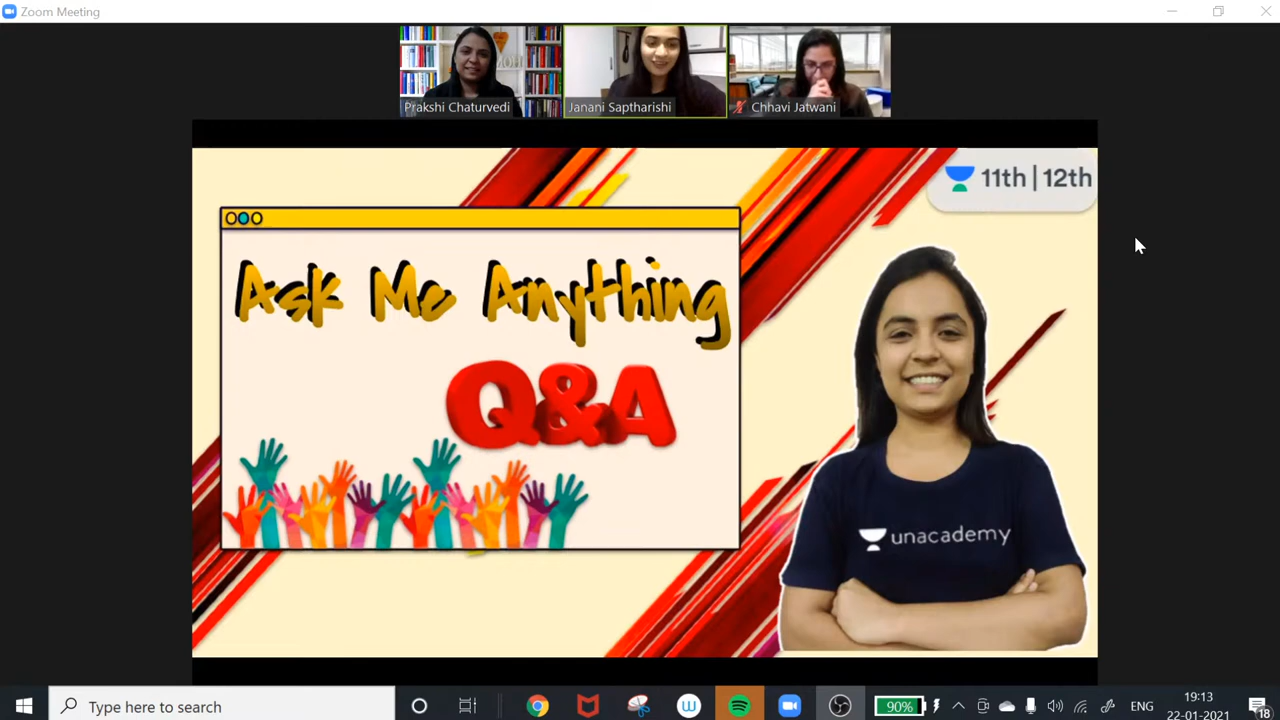 Zoom Meeting
You
Prakshi Chaturvedi
Janani Saptharishi
Chhavi Jatwani
11th | 12th
Ask Me Anything
Q&A
unacademy
Type here to search
90%
ENG
19:13
22-01-2021
18